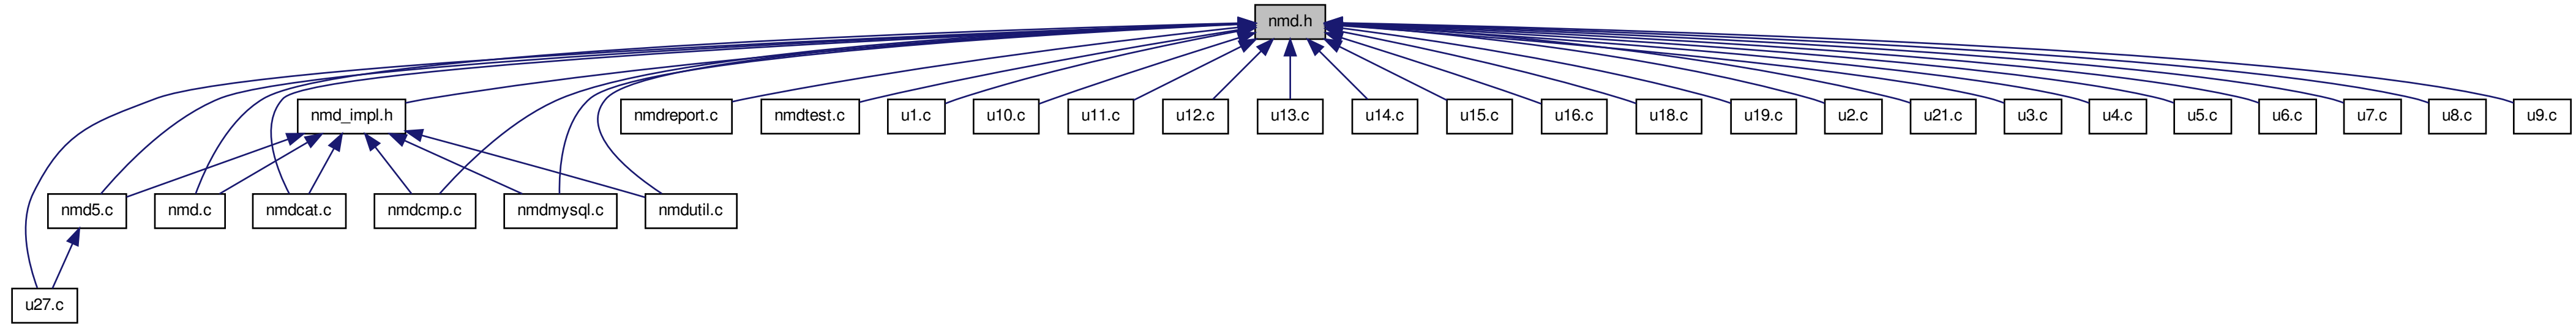 nmd.h
nmd_impl.h
nmdreport.c
nmdtest.c
u1.c
u10.c
u11.c
u12.c
u13.c
u14.c
u15.c
u16.c
u18.c
u19.c
u2.c
u21.c
u3.c
u4.c
u5.c
u6.c
u7.c
u8.c
u9.c
nmd5.c
nmd.c
nmdcat.c
nmdcmp.c
nmdmysql.c
nmdutil.c
u27.c